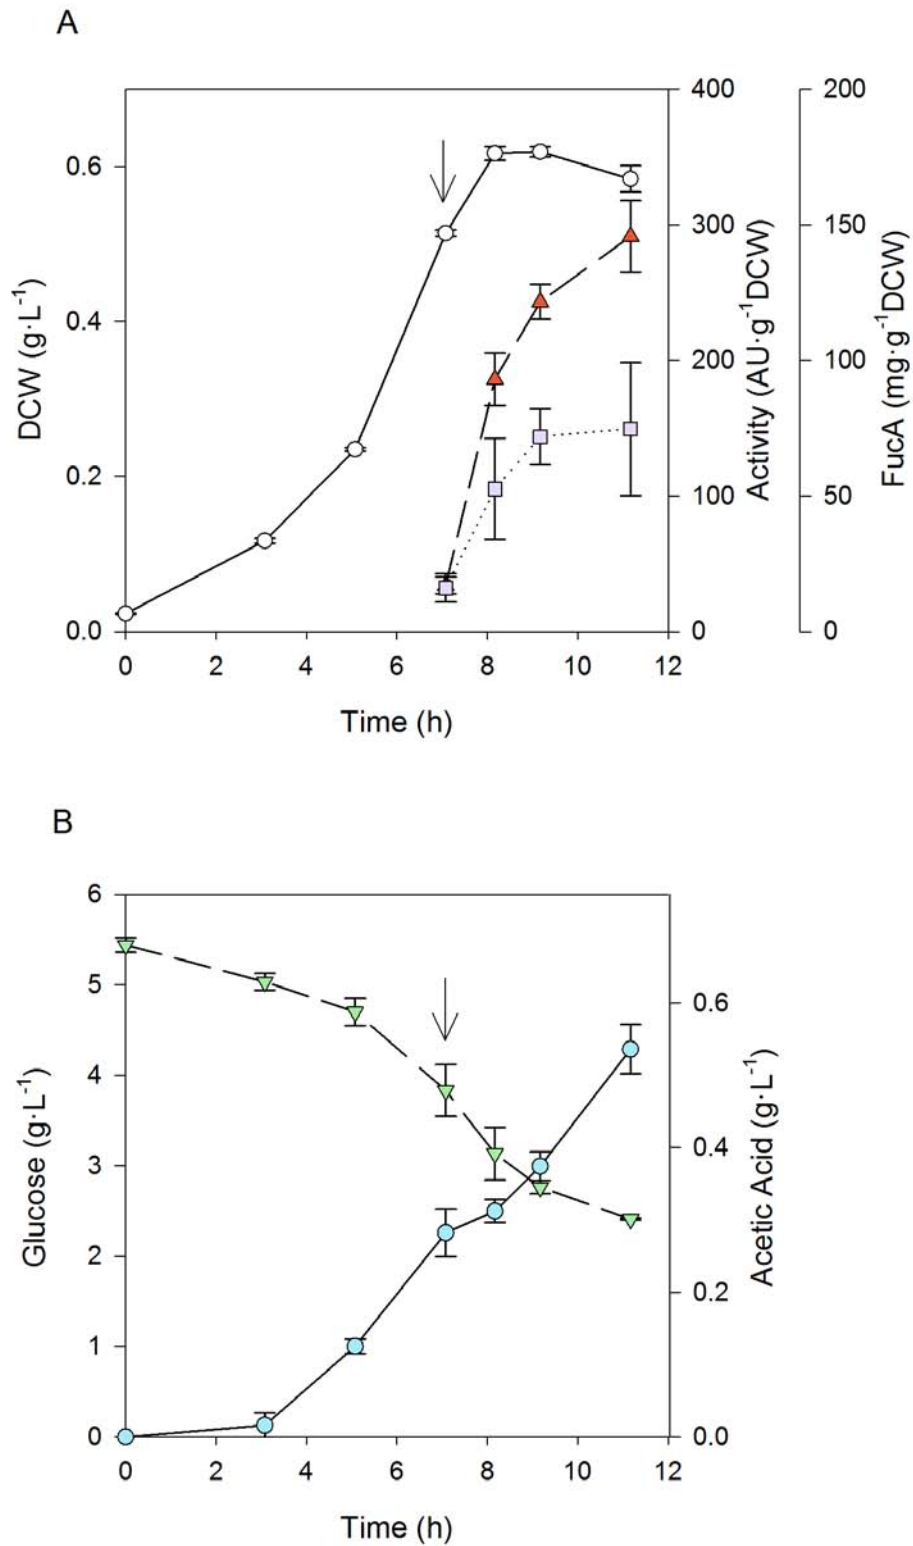 A
DCW (g·L⁻¹)
0.6
0.4
0.2
0.0
400
300
200
100
0
Activity (AU·g⁻¹DCW)
200
150
100
50
0
FucA (mg·g⁻¹DCW)
0 2 4 6 8 10 12
Time (h)
B
Glucose (g·L⁻¹)
6
5
4
3
2
1
0
0.6
0.4
0.2
0.0
Acetic Acid (g·L⁻¹)
0 2 4 6 8 10 12
Time (h)